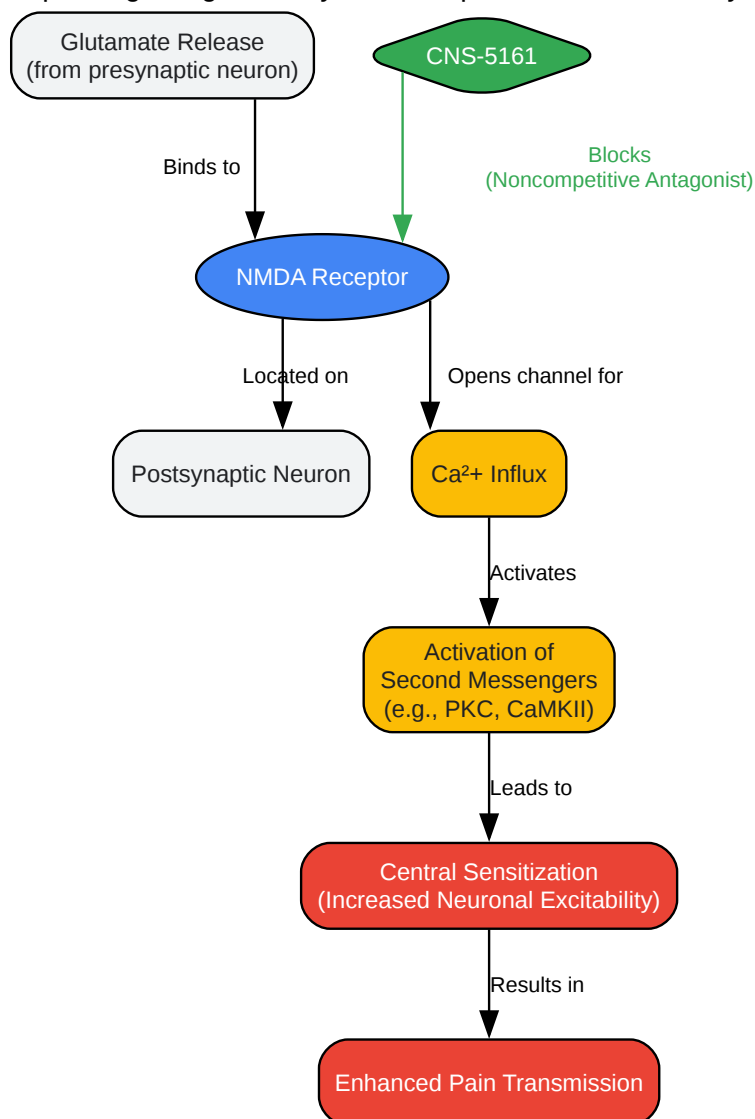 Glutamate Release
(from presynaptic neuron)
CNS-5161
Binds to
Blocks
(Noncompetitive Antagonist)
NMDA Receptor
Located on
Opens channel for
Postsynaptic Neuron
Ca²+ Influx
Activates
Activation of
Second Messengers
(e.g., PKC, CaMKII)
Leads to
Central Sensitization
(Increased Neuronal Excitability)
Results in
Enhanced Pain Transmission